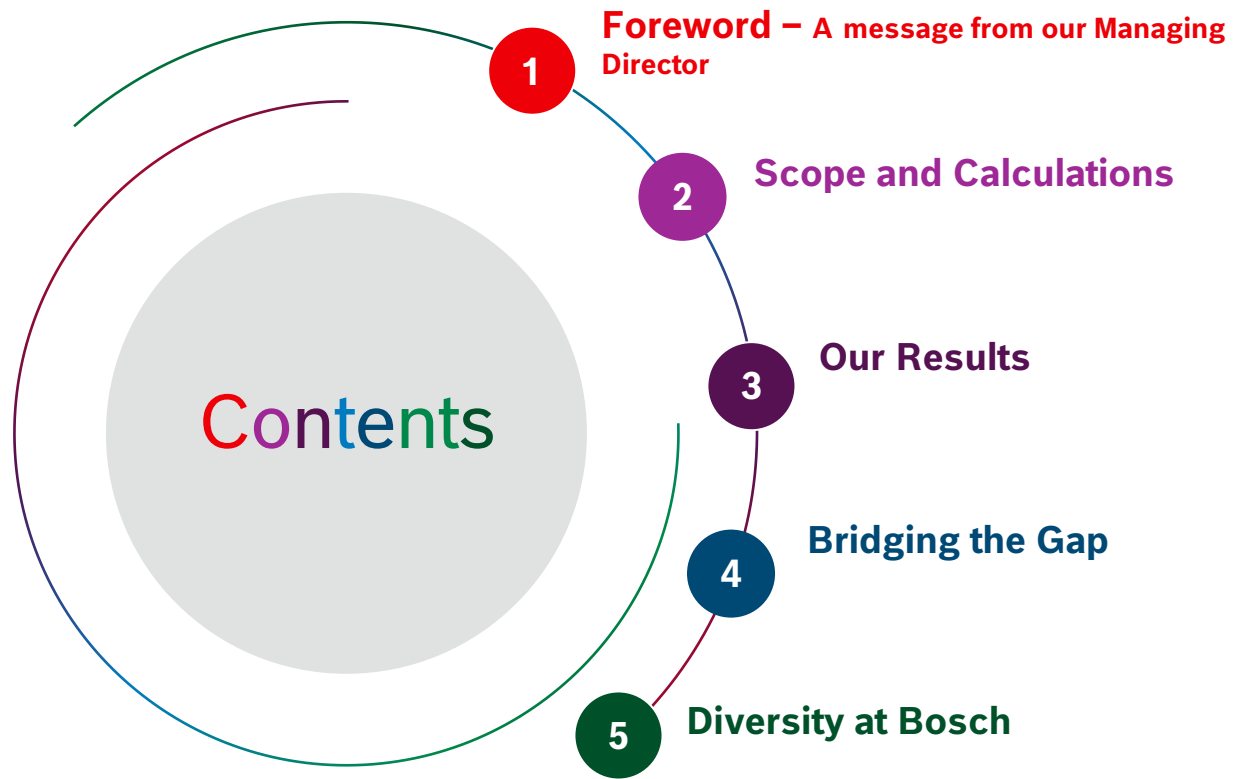 1
Foreword – A message from our Managing
Director
2
Scope and Calculations
3
Our Results
Contents
4
Bridging the Gap
5
Diversity at Bosch